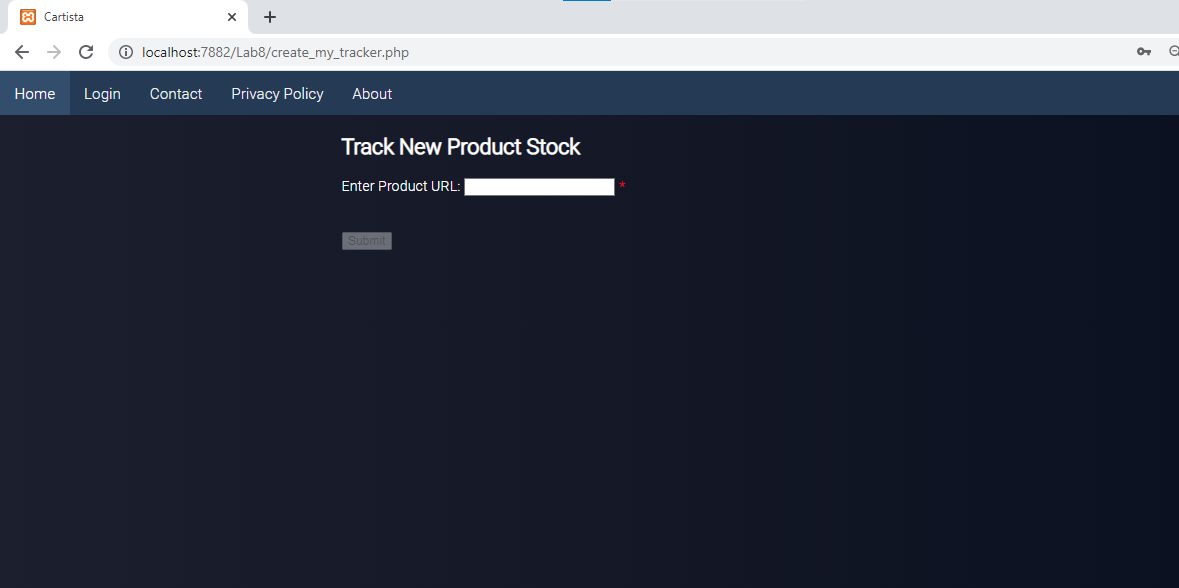 Cartista
localhost:7882/Lab8/create_my_tracker.php
Home Login Contact Privacy Policy About
Track New Product Stock
Enter Product URL: *
Submit